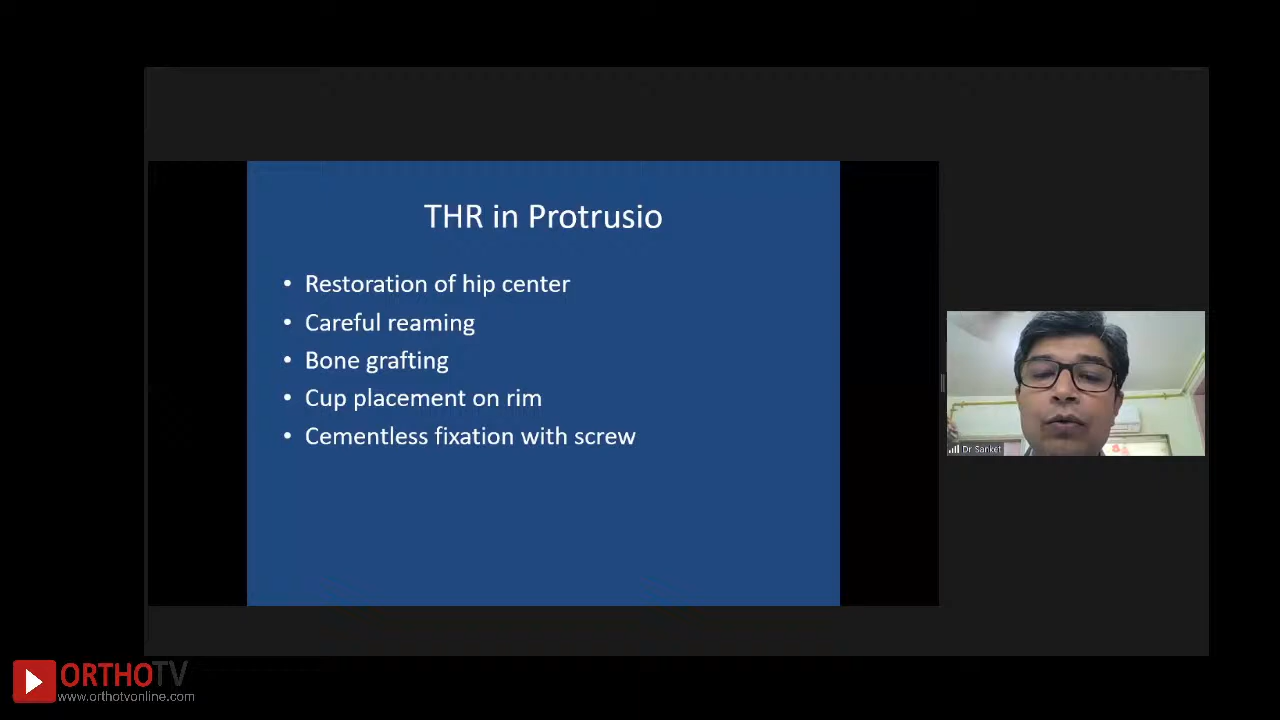 THR in Protrusio
• Restoration of hip center
• Careful reaming
• Bone grafting
• Cup placement on rim
• Cementless fixation with screw
Dr Sanket
ORTHOTV
www.orthotvonline.com